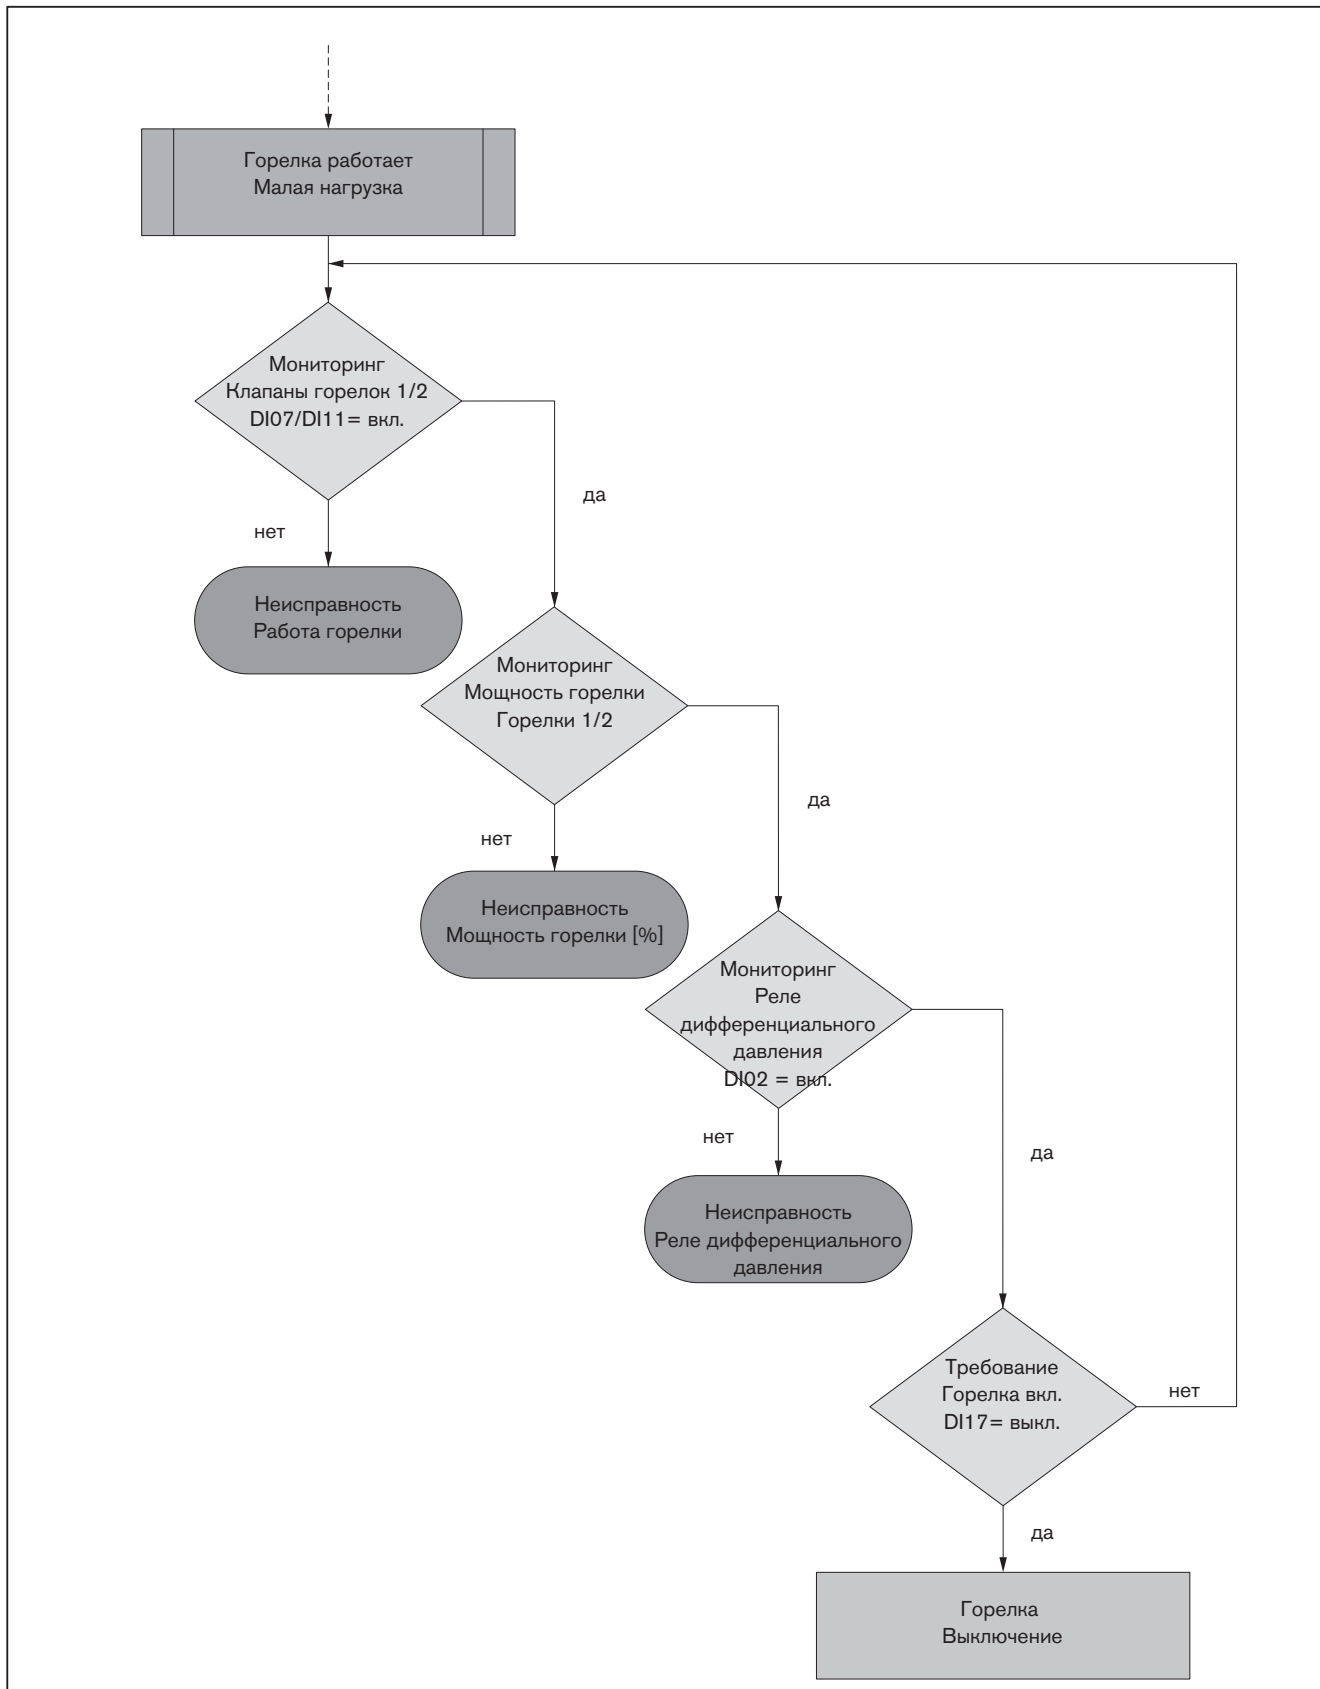 Горелка работает
Малая нагрузка
Мониторинг
Клапаны горелок 1/2
DI07/DI11= вкл.
да
нет
Неисправность
Работа горелки
Мониторинг
Мощность горелки
Горелки 1/2
да
нет
Неисправность
Мощность горелки [%]
Мониторинг
Реле
дифференциального
давления
DI02 = вкл.
нет
да
Неисправность
Реле дифференциального
давления
Требование
Горелка вкл.
DI17= выкл.
нет
да
Горелка
Выключение